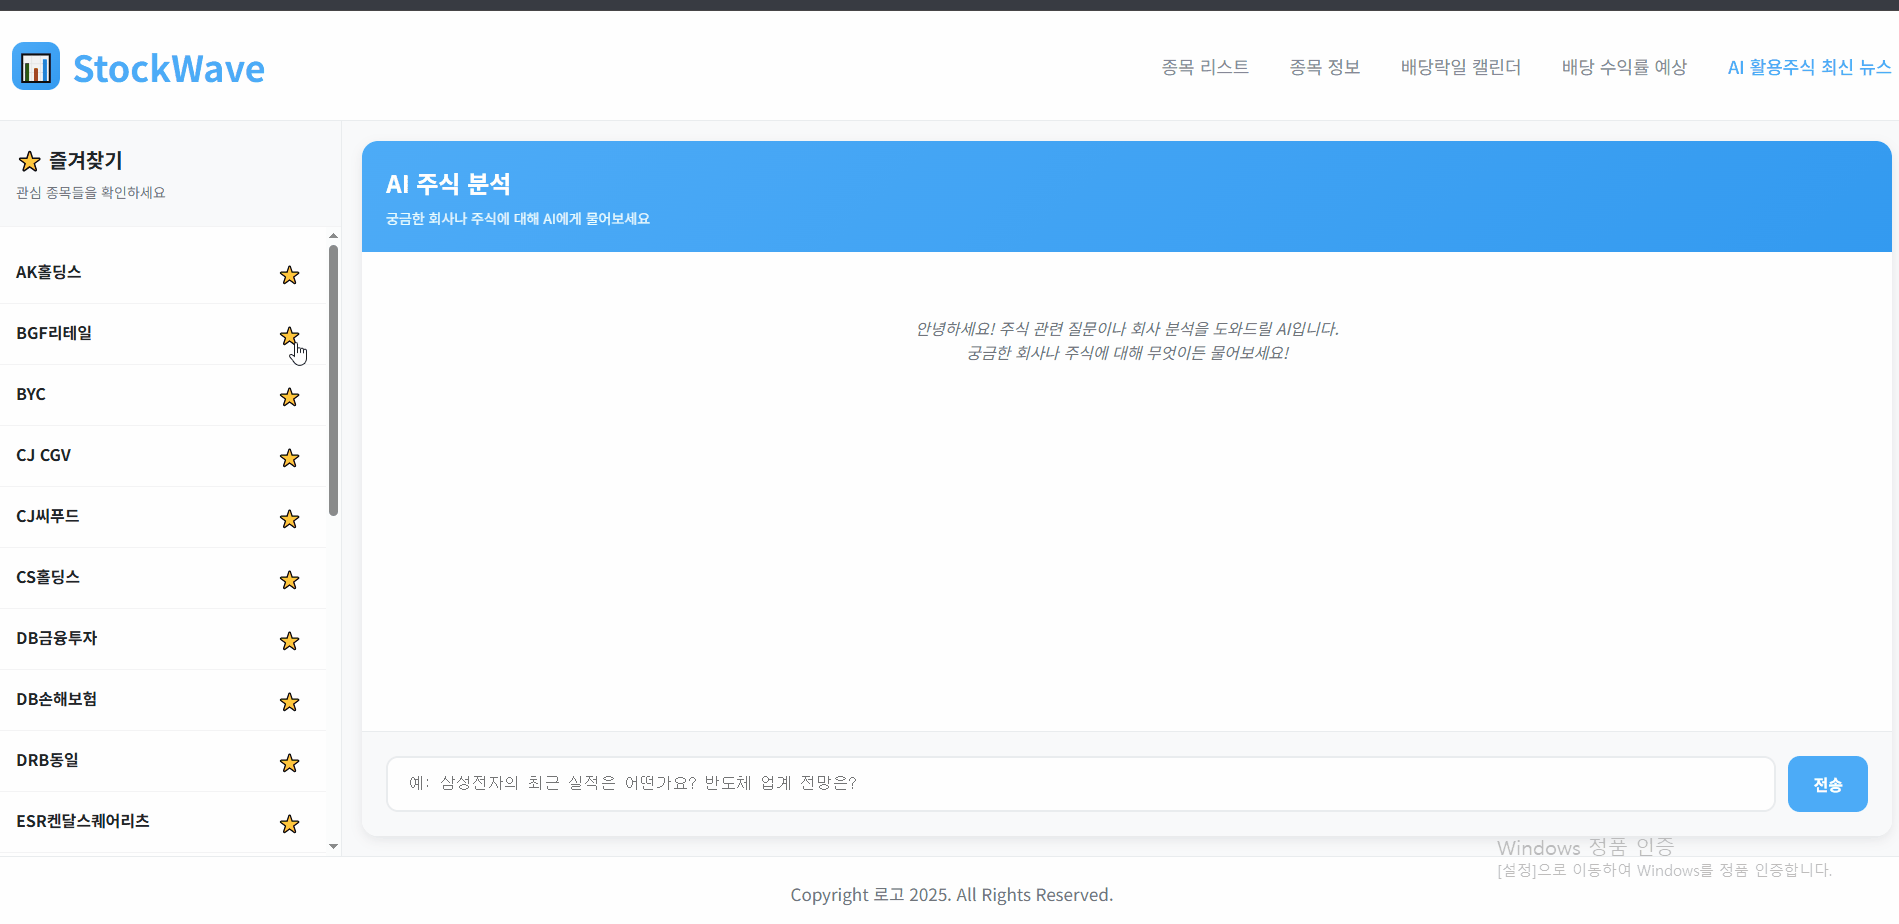 StockWave
종목 리스트
종목 정보
배당락일 캘린더
배당 수익률 예상
AI 활용주식 최신 뉴스
즐겨찾기
관심 종목들을 확인하세요
AK홀딩스
BGF리테일
BYC
CJ CGV
CJ씨푸드
CS홀딩스
DB금융투자
DB손해보험
DRB동일
ESR켄달스퀘어리츠
AI 주식 분석
궁금한 회사나 주식에 대해 AI에게 물어보세요
안녕하세요! 주식 관련 질문이나 회사 분석을 도와드릴 AI입니다.
궁금한 회사나 주식에 대해 무엇이든 물어보세요!
예: 삼성전자의 최근 실적은 어떤가요? 반도체 업계 전망은?
전송
Windows 정품 인증
[설정]으로 이동하여 Windows를 정품 인증합니다.
Copyright 로고 2025. All Rights Reserved.